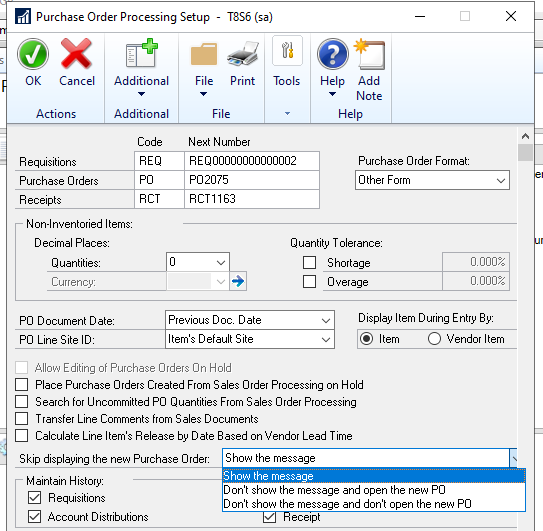 Purchase Order Processing Setup - T8S6 (sa)
OK Cancel Additional File Print Tools Help Add Note
Actions Additional File Help
Code Next Number
Requisitions REQ REQ00000000000002
Purchase Order Format:
Purchase Orders PO PO2075
Other Form
Receipts RCT RCT1163
Non-Inventoried Items:
Decimal Places: Quantity Tolerance:
Quantities: 0 Shortage 0.000%
Currency: Overage 0.000%
PO Document Date: Previous Doc. Date Display Item During Entry By:
PO Line Site ID: Item's Default Site Item Vendor Item
Allow Editing of Purchase Orders On Hold
Place Purchase Orders Created From Sales Order Processing on Hold
Search for Uncommitted PO Quantities From Sales Order Processing
Transfer Line Comments from Sales Documents
Calculate Line Item's Release by Date Based on Vendor Lead Time
Skip displaying the new Purchase Order: Show the message
Show the message
Don't show the message and open the new PO
Don't show the message and don't open the new PO
Maintain History:
Requisitions
Account Distributions Receipt